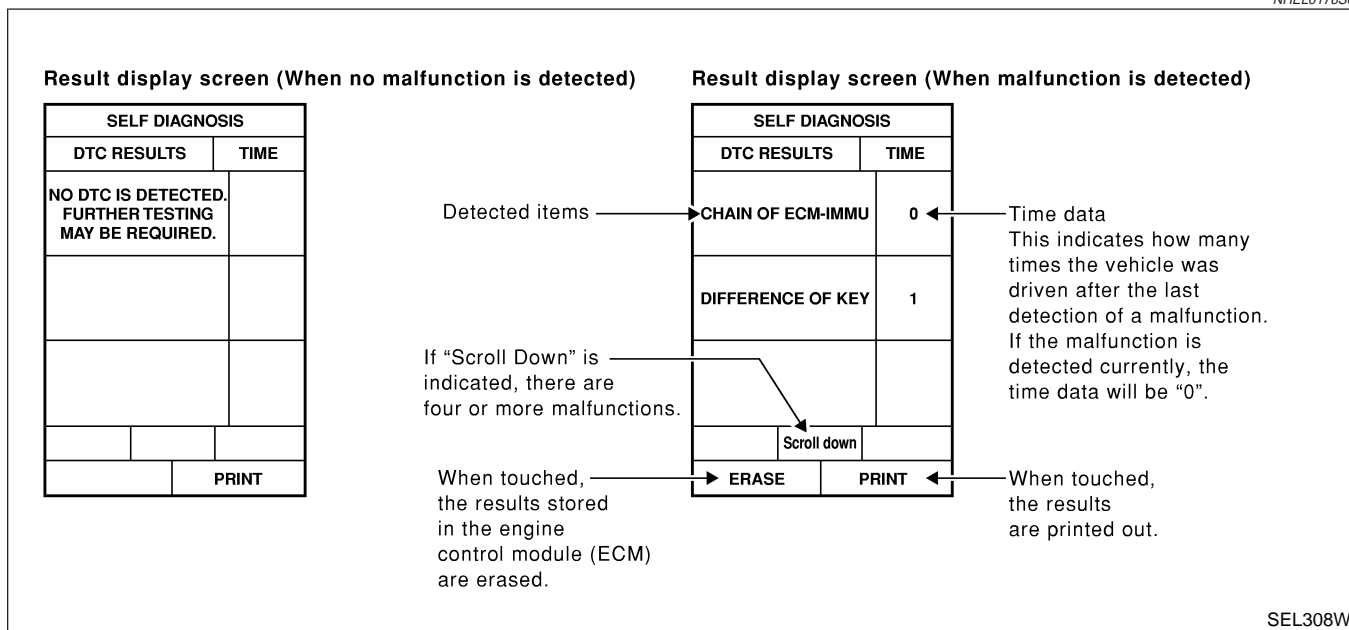 Result display screen (When no malfunction is detected)
SELF DIAGNOSIS
DTC RESULTS TIME
NO DTC IS DETECTED.
FURTHER TESTING
MAY BE REQUIRED.
PRINT
Result display screen (When malfunction is detected)
SELF DIAGNOSIS
DTC RESULTS TIME
Detected items
CHAIN OF ECM-IMMU 0
DIFFERENCE OF KEY 1
Time data
This indicates how many
times the vehicle was
driven after the last
detection of a malfunction.
If the malfunction is
detected currently, the
time data will be “0”.
If “Scroll Down” is
indicated, there are
four or more malfunctions.
Scroll down
ERASE PRINT
When touched,
the results stored
in the engine
control module (ECM)
are erased.
When touched,
the results
are printed out.
SEL308W